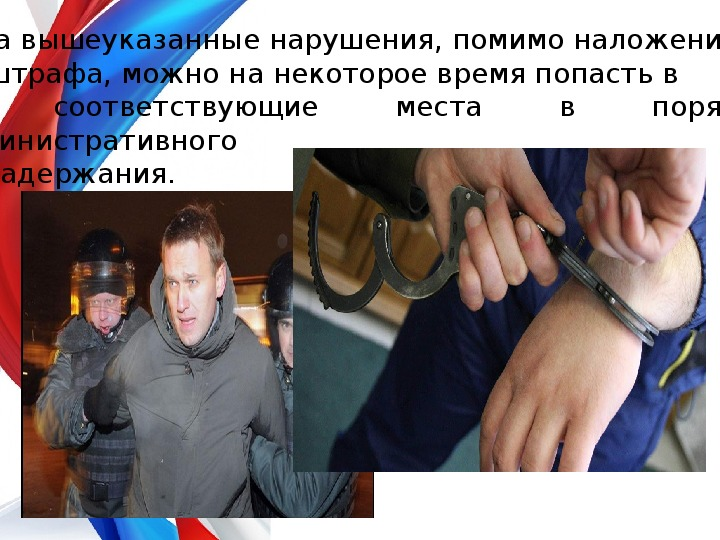 а вышеуказанные нарушения, помимо наложени
штрафа, можно на некоторое время попасть в
соответствующие места в поря
инистративного
адержания.